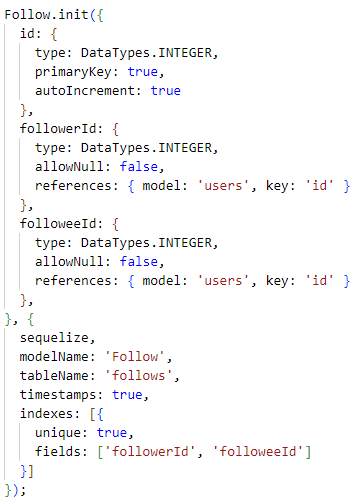 Follow.init({
  id: {
    type: DataTypes.INTEGER,
    primaryKey: true,
    autoIncrement: true
  },
  followerId: {
    type: DataTypes.INTEGER,
    allowNull: false,
    references: { model: 'users', key: 'id' }
  },
  followeeId: {
    type: DataTypes.INTEGER,
    allowNull: false,
    references: { model: 'users', key: 'id' }
  },
}, {
  sequelize,
  modelName: 'Follow',
  tableName: 'follows',
  timestamps: true,
  indexes: [{
    unique: true,
    fields: ['followerId', 'followeeId']
  }]
});